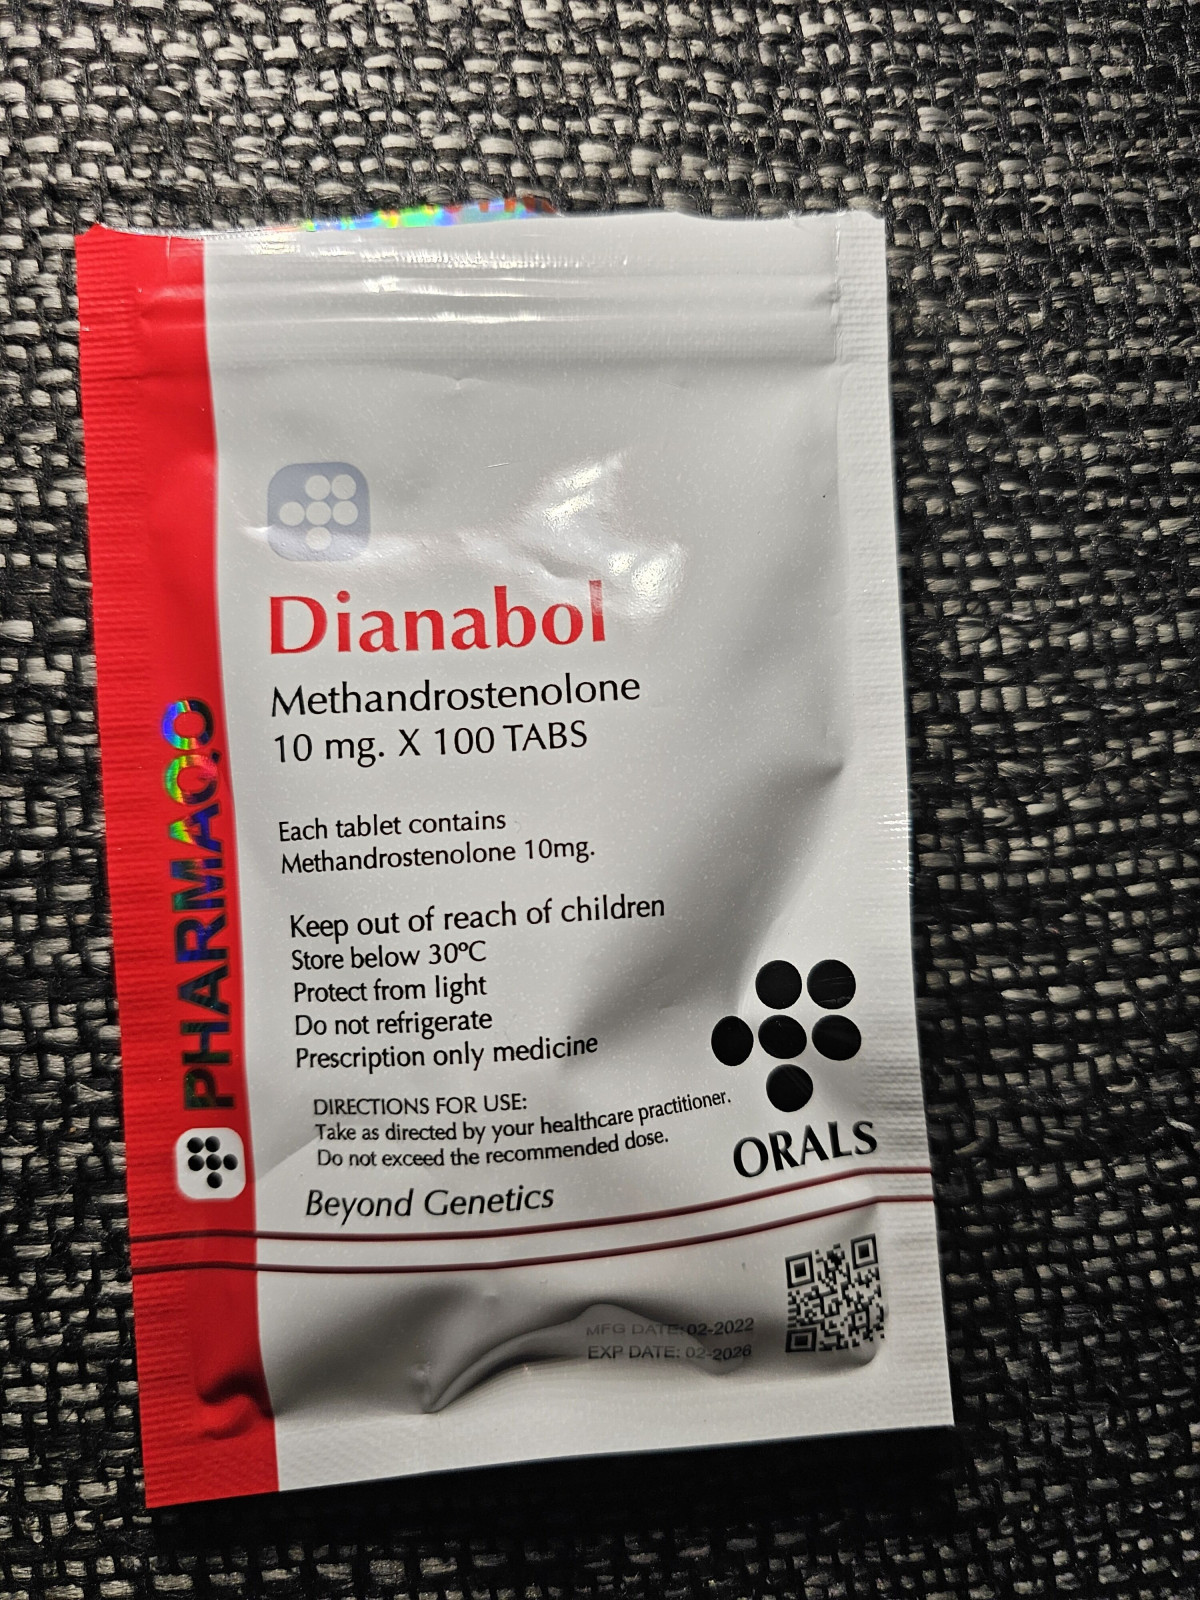 PHARMAQO
Dianabol
Methandrostenolone
10 mg. X 100 TABS
Each tablet contains
Methandrostenolone 10mg.
Keep out of reach of children
Store below 30ºC
Protect from light
Do not refrigerate
Prescription only medicine
DIRECTIONS FOR USE:
Take as directed by your healthcare practitioner.
Do not exceed the recommended dose.
Beyond Genetics
ORALS
MFG DATE: 02-2022
EXP DATE: 02-2026